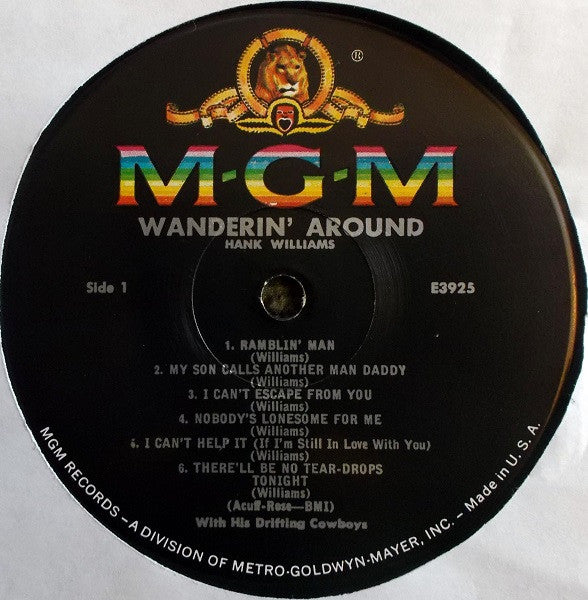 ®
M-G-M
WANDERIN' AROUND
HANK WILLIAMS
Side 1
E3925
1. RAMBLIN' MAN
(Williams)
2. MY SON CALLS ANOTHER MAN DADDY
(Williams)
3. I CAN'T ESCAPE FROM YOU
(Williams)
4. NOBODY'S LONESOME FOR ME
(Williams)
5. I CAN'T HELP IT (If I'm Still In Love With You)
(Williams)
6. THERE'LL BE NO TEAR-DROPS
TONIGHT
(Williams)
(Acuff-Rose—BMI)
With His Drifting Cowboys
MGM RECORDS – A DIVISION OF METRO-GOLDWYN-MAYER, INC. – Made in U. S. A.